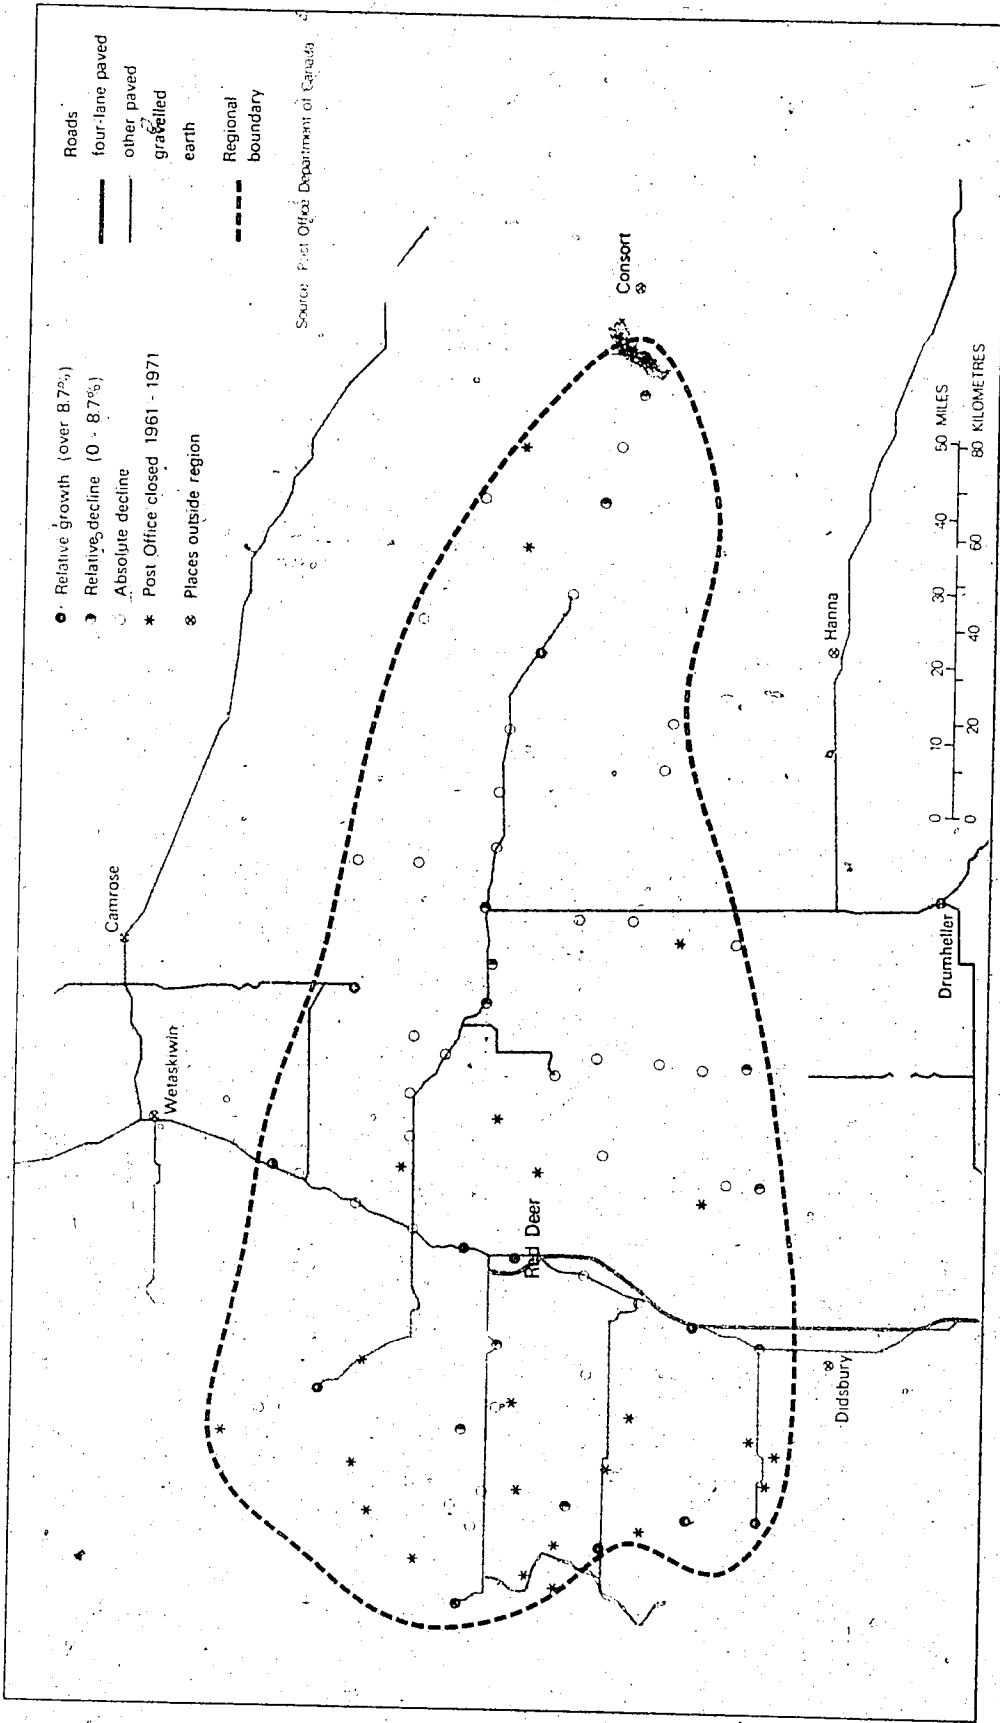 Relative growth (over 8.7%)
Relative decline (0 - 8.7%)
Absolute decline
Post Office closed 1961 - 1971
Places outside region
Roads
four-lane paved
other paved
gravelled
earth
Regional
boundary
Source: Post Office Department of Canada
Camrose
Wetaskiwin
Consort
Red Deer
Hanna
Drumheller
Didsbury
0 10 20 30 40 50 MILES
0 20 40 60 80 KILOMETRES